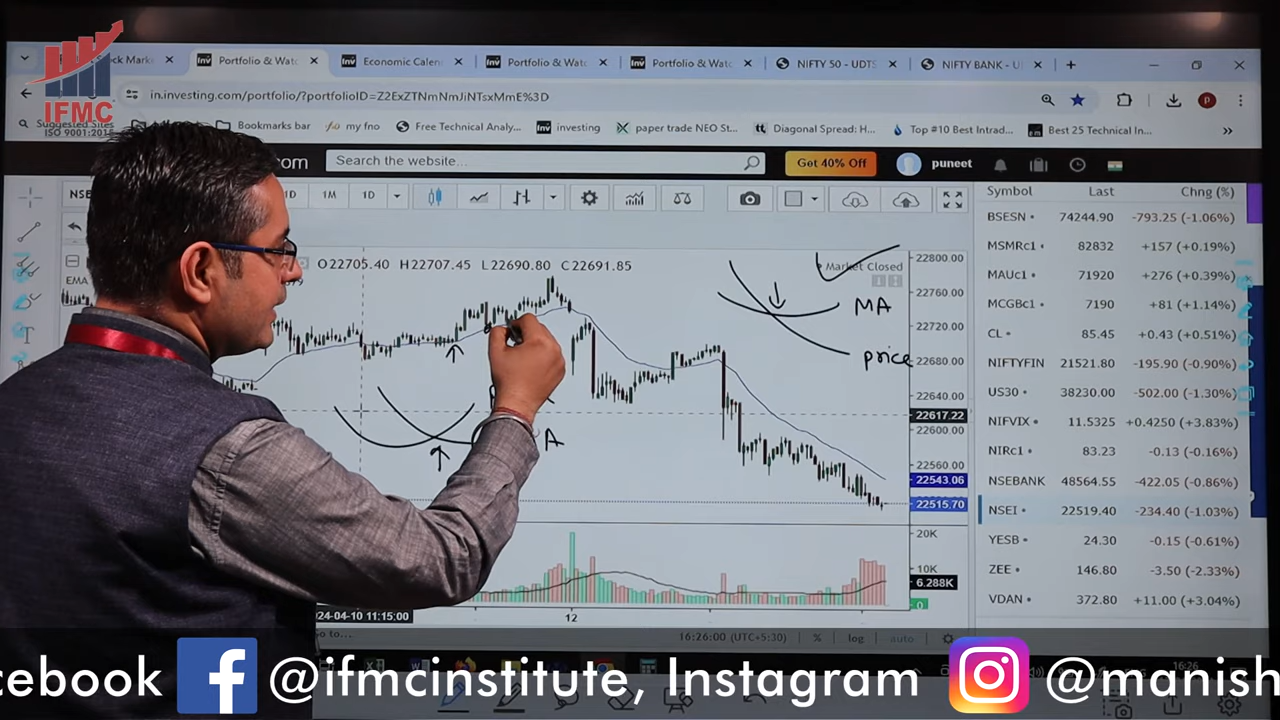 IFMC
ISO 9001:2015
Portfolio & Watc
Economic Calen
Portfolio & Watc
Portfolio & Watc
NIFTY 50 - UDTS
NIFTY BANK - U
in.investing.com/portfolio/?portfolioID=Z2ExZTNmNmJiNTsxMmE%3D
Suggested Sites
Bookmarks bar
my fno
Free Technical Analy...
investing
paper trade NEO St...
Diagonal Spread: H...
Top #10 Best Intrad...
Best 25 Technical In...
om
Search the website...
Get 40% Off
puneet
NSE
1D
1M
1D
O22705.40 H22707.45 L22690.80 C22691.85
EMA
Market Closed
MA
price
A
22800.00
22760.00
22720.00
22680.00
22640.00
22617.22
22600.00
22560.00
22543.06
22515.70
20K
10K
6.288K
0
024-04-10 11:15:00
12
Go to...
16:26:00 (UTC+5:30) % log auto
Symbol Last Chng (%)
BSESN 74244.90 -793.25 (-1.06%)
MSMRc1 82832 +157 (+0.19%)
MAUc1 71920 +276 (+0.39%)
MCGBc1 7190 +81 (+1.14%)
CL 85.45 +0.43 (+0.51%)
NIFTYFIN 21521.80 -195.90 (-0.90%)
US30 38230.00 -502.00 (-1.30%)
NIFVIX 11.5325 +0.4250 (+3.83%)
NIRc1 83.23 -0.13 (-0.16%)
NSEBANK 48564.55 -422.05 (-0.86%)
NSEI 22519.40 -234.40 (-1.03%)
YESB 24.30 -0.15 (-0.61%)
ZEE 146.80 -3.50 (-2.33%)
VDAN 372.80 +11.00 (+3.04%)
16:26
cebook @ifmcinstitute, Instagram @manish